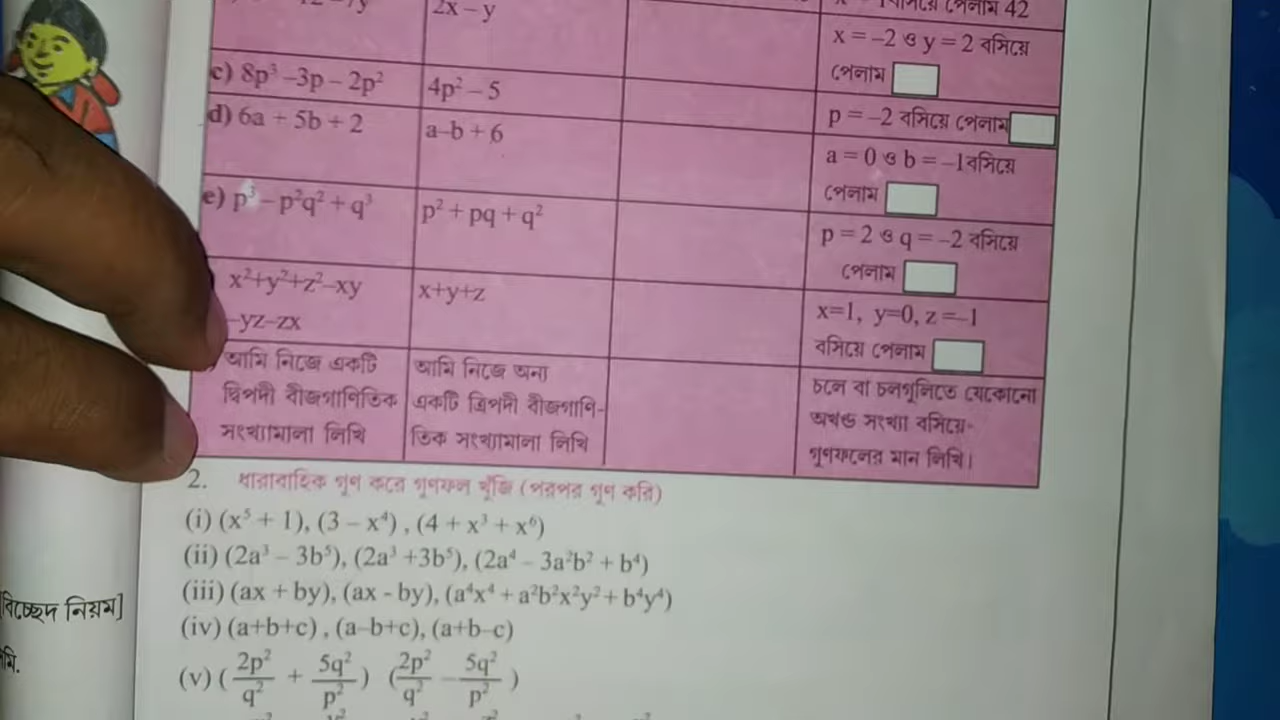 2x – y
বসিয়ে পেলাম 42
x = –2 ও y = 2 বসিয়ে
পেলাম
c) 8p³ –3p – 2p²
4p² – 5
p = –2 বসিয়ে পেলাম
d) 6a + 5b + 2
a–b + 6
a = 0 ও b = –1বসিয়ে
পেলাম
e) p³ – p²q² + q³
p² + pq + q²
p = 2 ও q = –2 বসিয়ে
পেলাম
x²+y²+z²–xy
–yz–zx
x+y+z
x=1, y=0, z =–1
বসিয়ে পেলাম
আমি নিজে একটি
দ্বিপদী বীজগাণিতিক
সংখ্যামালা লিখি
আমি নিজে অন্য
একটি ত্রিপদী বীজগাণি-
তিক সংখ্যামালা লিখি
চলে বা চলগুলিতে যেকোনো
অখণ্ড সংখ্যা বসিয়ে-
গুণফলের মান লিখি।
2. ধারাবাহিক গুণ করে গুণফল খুঁজি (পরপর গুণ করি)
(i) (x⁵ + 1), (3 – x⁴) , (4 + x³ + x⁶)
(ii) (2a³ – 3b⁵), (2a³ +3b⁵), (2a⁴ – 3a²b² + b⁴)
(iii) (ax + by), (ax - by), (a⁴x⁴ + a²b²x²y² + b⁴y⁴)
(iv) (a+b+c) , (a–b+c), (a+b–c)
(v) ( 2p²/q² + 5q²/p² ) ( 2p²/q² – 5q²/p² )
বিচ্ছেদ নিয়ম]